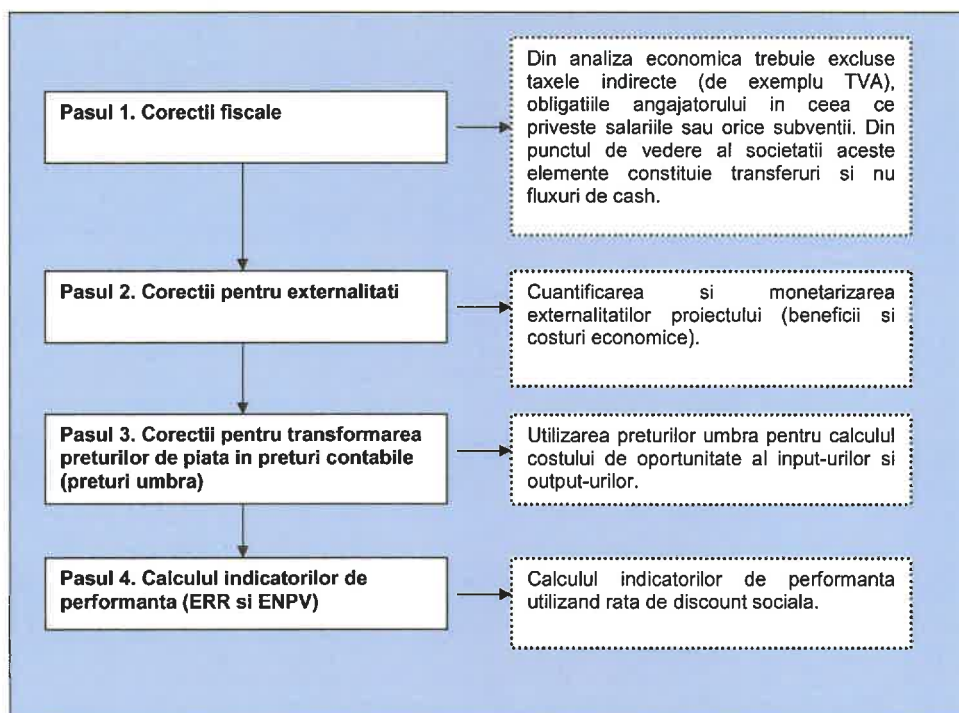 Pasul 1. Corectii fiscale
Din analiza economica trebuie excluse
taxele indirecte (de exemplu TVA),
obligatiile angajatorului in ceea ce
priveste salariile sau orice subventii. Din
punctul de vedere al societatii aceste
elemente constituie transferuri si nu
fluxuri de cash.
Pasul 2. Corectii pentru externalitati
Cuantificarea si monetarizarea
externalitatilor proiectului (beneficii si
costuri economice).
Pasul 3. Corectii pentru transformarea
preturilor de piata in preturi contabile
(preturi umbra)
Utilizarea preturilor umbra pentru calculul
costului de oportunitate al input-urilor si
output-urilor.
Pasul 4. Calculul indicatorilor de
performanta (ERR si ENPV)
Calculul indicatorilor de performanta
utilizand rata de discount sociala.